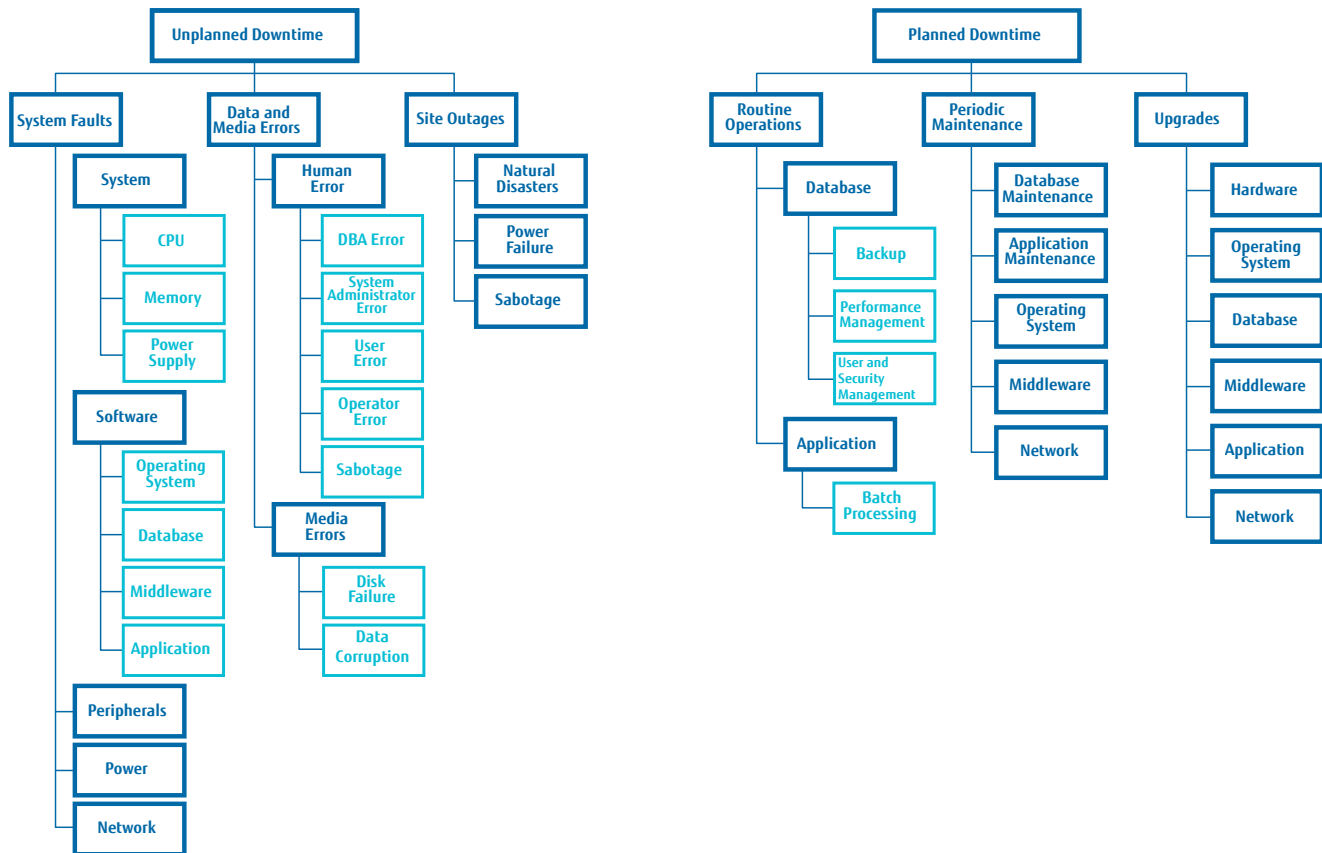 Unplanned Downtime
System Faults
System
CPU
Memory
Power
Supply
Software
Operating
System
Database
Middleware
Application
Peripherals
Power
Network
Data and
Media Errors
Human
Error
DBA Error
System
Administrator
Error
User
Error
Operator
Error
Sabotage
Media
Errors
Disk
Failure
Data
Corruption
Site Outages
Natural
Disasters
Power
Failure
Sabotage
Planned Downtime
Routine
Operations
Database
Backup
Performance
Management
User and
Security
Management
Application
Batch
Processing
Periodic
Maintenance
Database
Maintenance
Application
Maintenance
Operating
System
Middleware
Network
Upgrades
Hardware
Operating
System
Database
Middleware
Application
Network